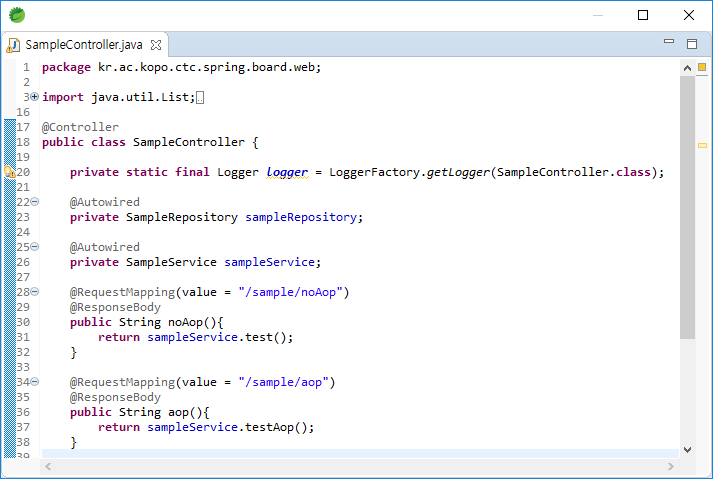 SampleController.java
1 package kr.ac.kopo.ctc.spring.board.web;
2
3 import java.util.List;
16
17 @Controller
18 public class SampleController {
19
20 private static final Logger logger = LoggerFactory.getLogger(SampleController.class);
21
22 @Autowired
23 private SampleRepository sampleRepository;
24
25 @Autowired
26 private SampleService sampleService;
27
28 @RequestMapping(value = "/sample/noAop")
29 @ResponseBody
30 public String noAop(){
31 return sampleService.test();
32 }
33
34 @RequestMapping(value = "/sample/aop")
35 @ResponseBody
36 public String aop(){
37 return sampleService.testAop();
38 }
39